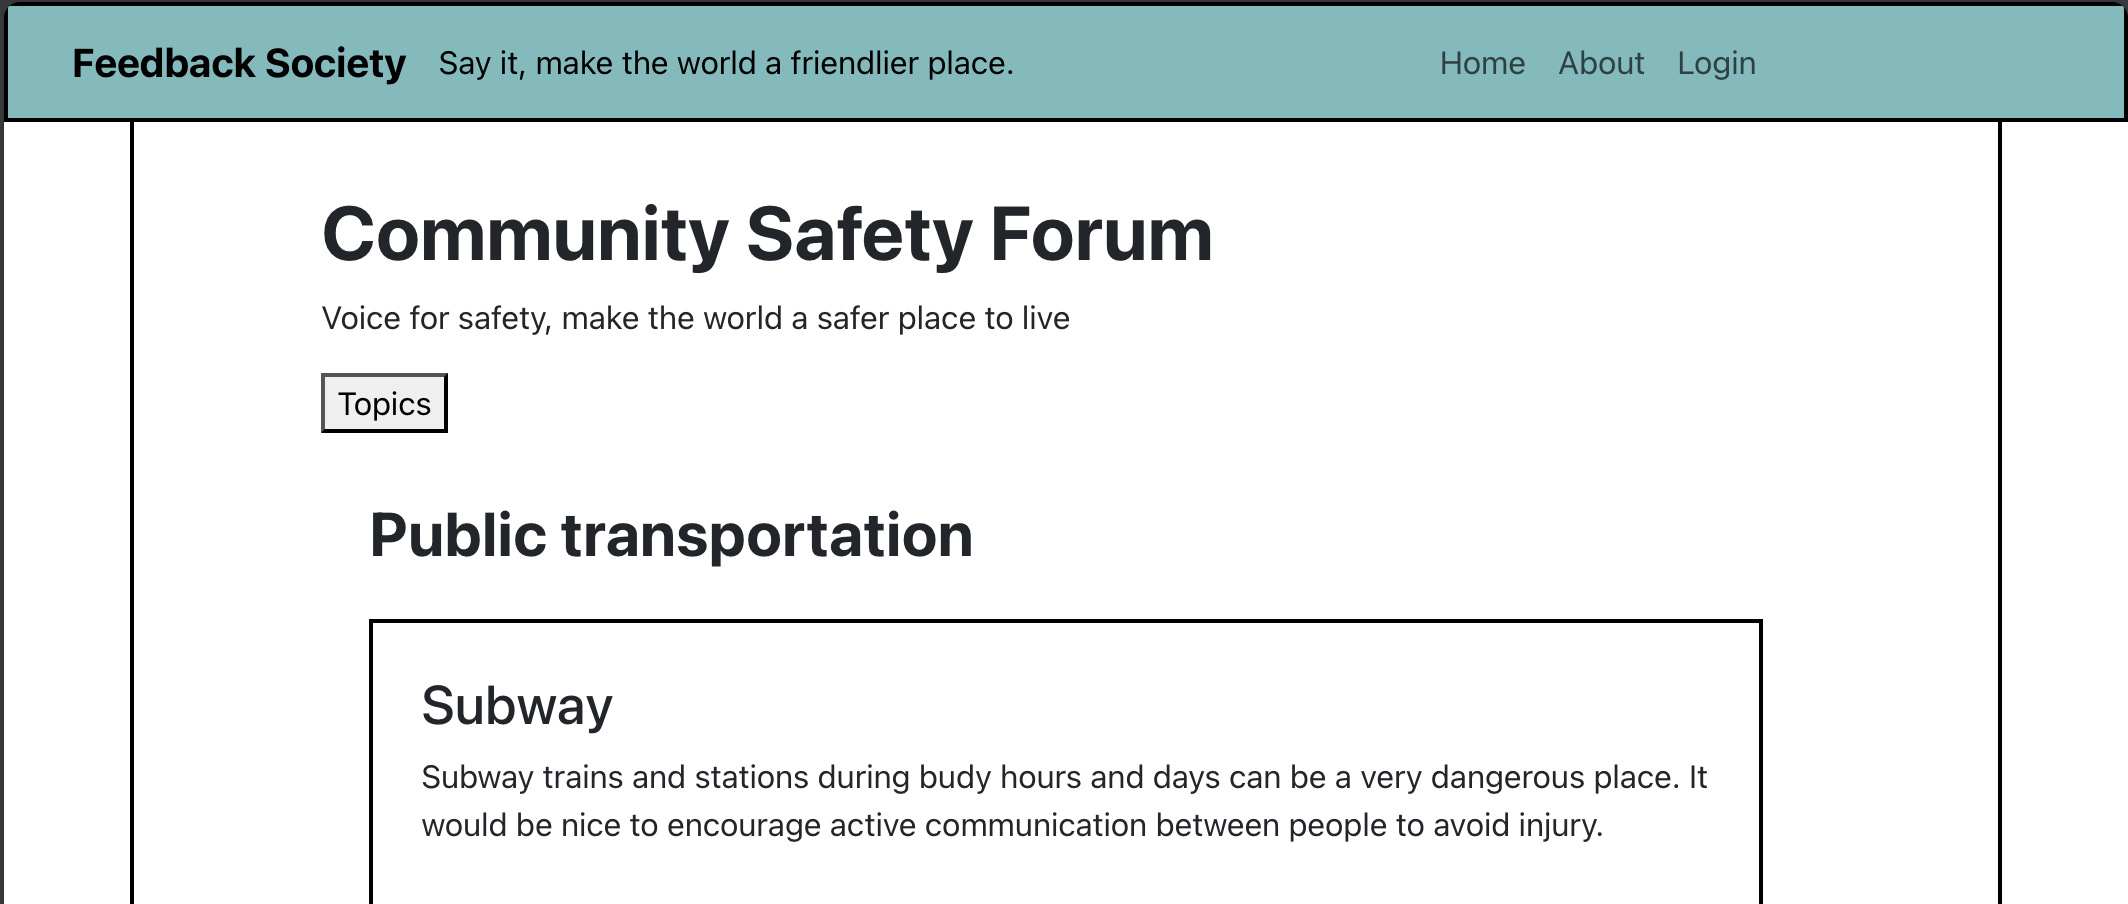 Feedback Society Say it, make the world a friendlier place. Home About Login
Community Safety Forum
Voice for safety, make the world a safer place to live
Topics
Public transportation
Subway
Subway trains and stations during budy hours and days can be a very dangerous place. It
would be nice to encourage active communication between people to avoid injury.